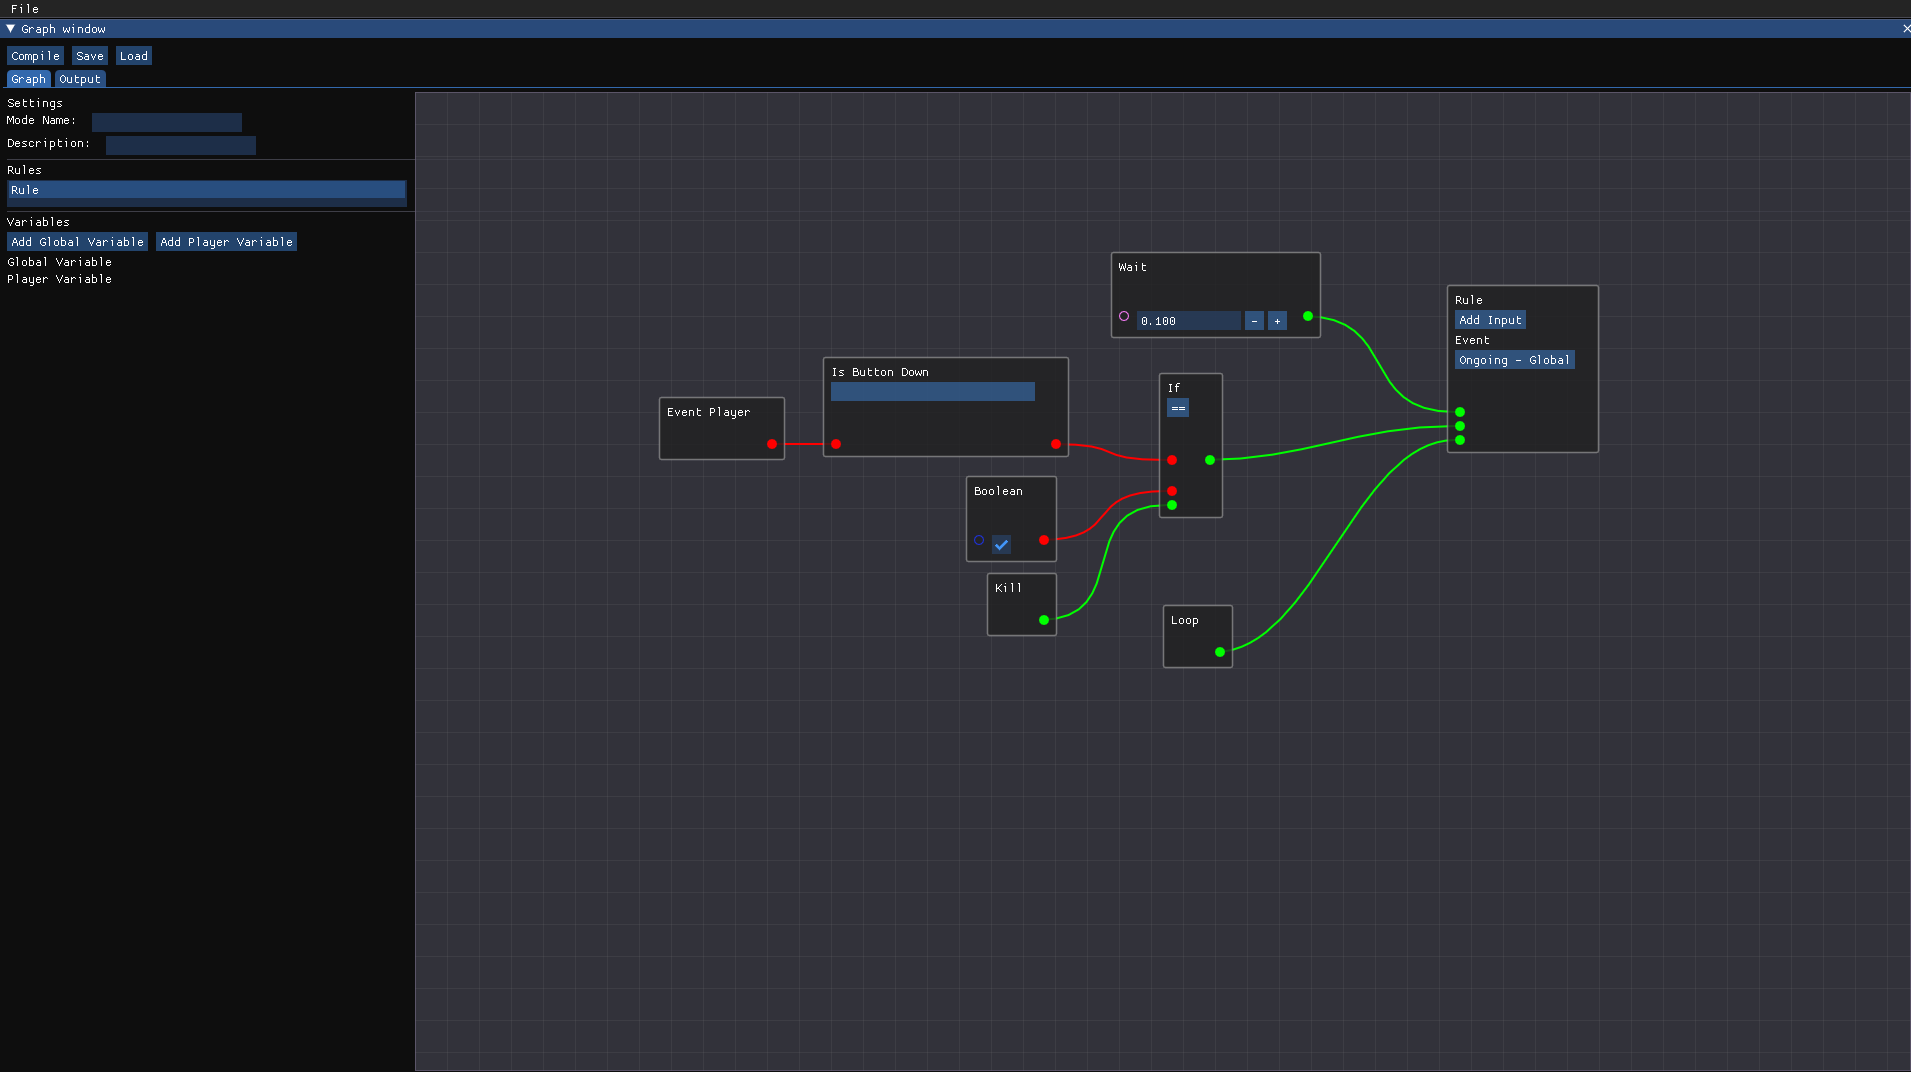 File
Graph window
Compile Save Load
Graph Output
Settings
Mode Name:
Description:
Rules
Rule
Variables
Add Global Variable Add Player Variable
Global Variable
Player Variable
Wait
0.100 - +
Rule
Add Input
Event
Ongoing - Global
Is Button Down
If
==
Event Player
Boolean
Kill
Loop